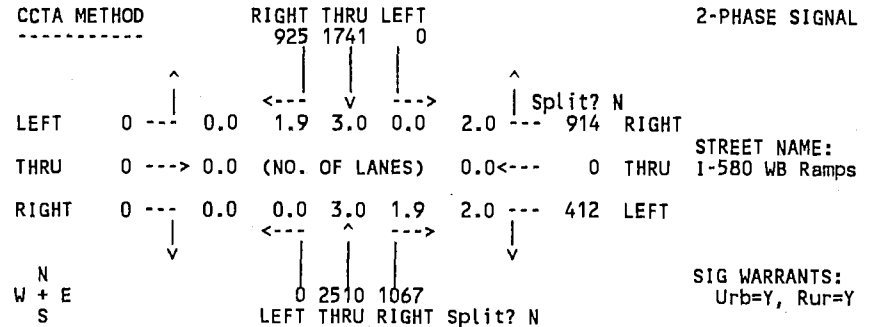 CCTA METHOD RIGHT THRU LEFT 2-PHASE SIGNAL
----------- 925 1741 0
^ | | | ^
| <--- v ---> | Split? N
LEFT 0 --- 0.0 1.9 3.0 0.0 2.0 --- 914 RIGHT
STREET NAME:
THRU 0 ---> 0.0 (NO. OF LANES) 0.0<--- 0 THRU I-580 WB Ramps
RIGHT 0 --- 0.0 0.0 3.0 1.9 2.0 --- 412 LEFT
| <--- ^ ---> |
v | | | v
N SIG WARRANTS:
W + E 0 2510 1067 Urb=Y, Rur=Y
S LEFT THRU RIGHT Split? N